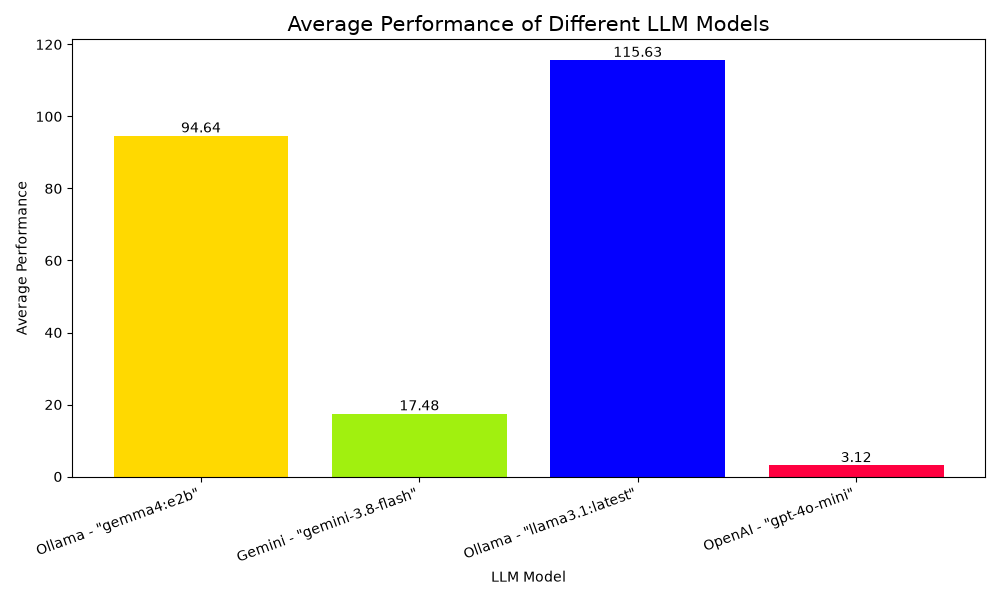 Average Performance of Different LLM Models
120
100
80
60
40
20
0
Average Performance
94.64
17.48
115.63
3.12
Ollama - "gemma4:e2b"
Gemini - "gemini-3.8-flash"
Ollama - "llama3.1:latest"
OpenAI - "gpt-4o-mini"
LLM Model